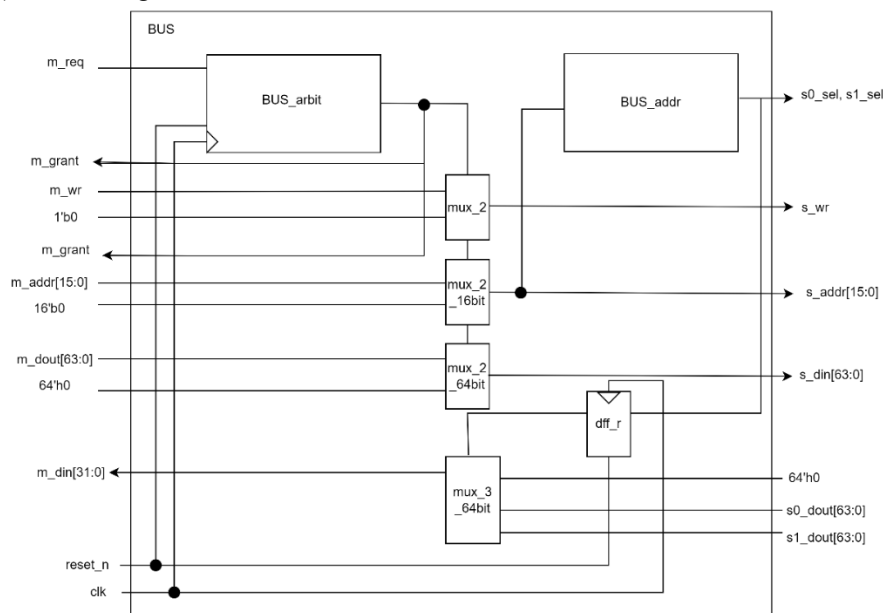 BUS
m_req
BUS_arbit
BUS_addr
s0_sel, s1_sel
m_grant
m_wr
mux_2
s_wr
1'b0
m_grant
m_addr[15:0]
mux_2
_16bit
s_addr[15:0]
16'b0
m_dout[63:0]
mux_2
_64bit
s_din[63:0]
64'h0
dff_r
m_din[31:0]
mux_3
_64bit
64'h0
s0_dout[63:0]
s1_dout[63:0]
reset_n
clk